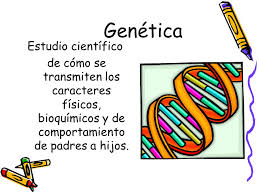 Genética
Estudio científico
de cómo se
transmiten los
caracteres
físicos,
bioquímicos y de
comportamiento
de padres a hijos.